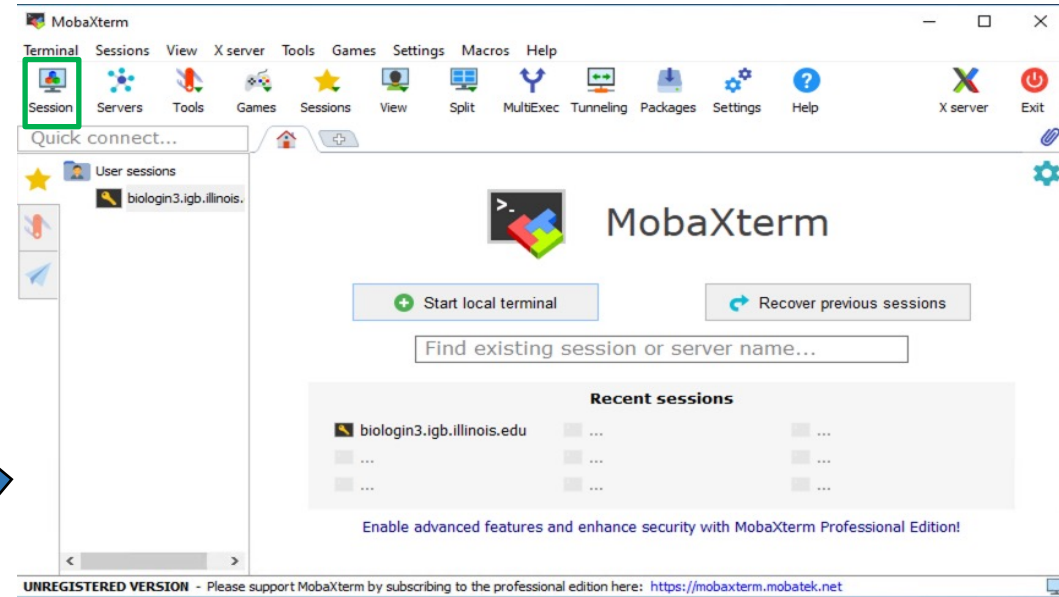 MobaXterm
Terminal Sessions View X server Tools Games Settings Macros Help
Session Servers Tools Games Sessions View Split MultiExec Tunneling Packages Settings Help X server Exit
Quick connect...
User sessions
biologin3.igb.illinois.
>_
MobaXterm
Start local terminal Recover previous sessions
Find existing session or server name...
Recent sessions
biologin3.igb.illinois.edu ... ...
... ... ...
... ... ...
Enable advanced features and enhance security with MobaXterm Professional Edition!
UNREGISTERED VERSION - Please support MobaXterm by subscribing to the professional edition here: https://mobaxterm.mobatek.net